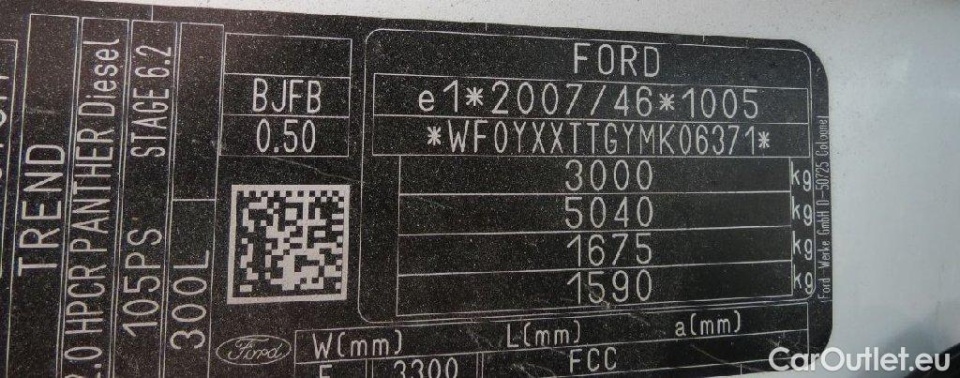 FORD
e1*2007/46*1005
*WF0YXXTTGYMK06371*
3000 kg
5040 kg
1675 kg
1590 kg
Ford Werke GmbH D-50725 Cologne
BJFB
0.50
TREND
2.0 HPCR PANTHER Diesel
105PS STAGE 6.2
300L
Ford
W(mm) L(mm) a(mm)
3300 FCC
CarOutlet.eu